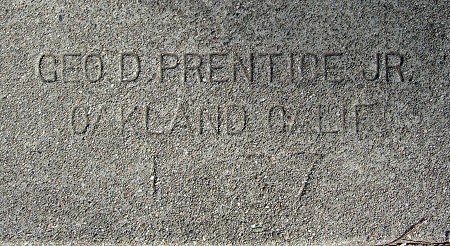 GEO. D. PRENTICE JR.
OAKLAND CALIF.